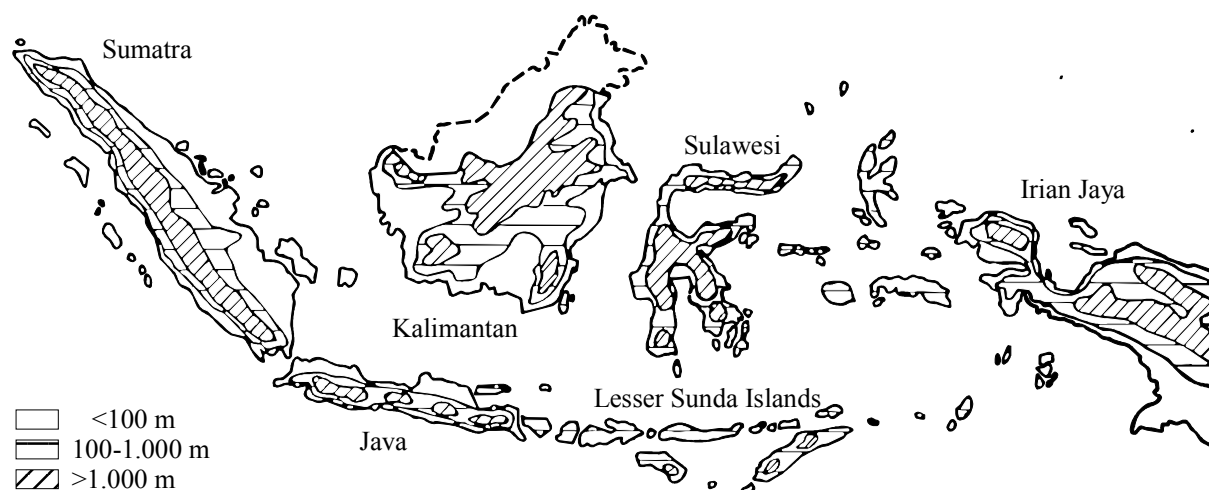 Sumatra
Sulawesi
Irian Jaya
Kalimantan
Lesser Sunda Islands
Java
<100 m
100-1.000 m
>1.000 m